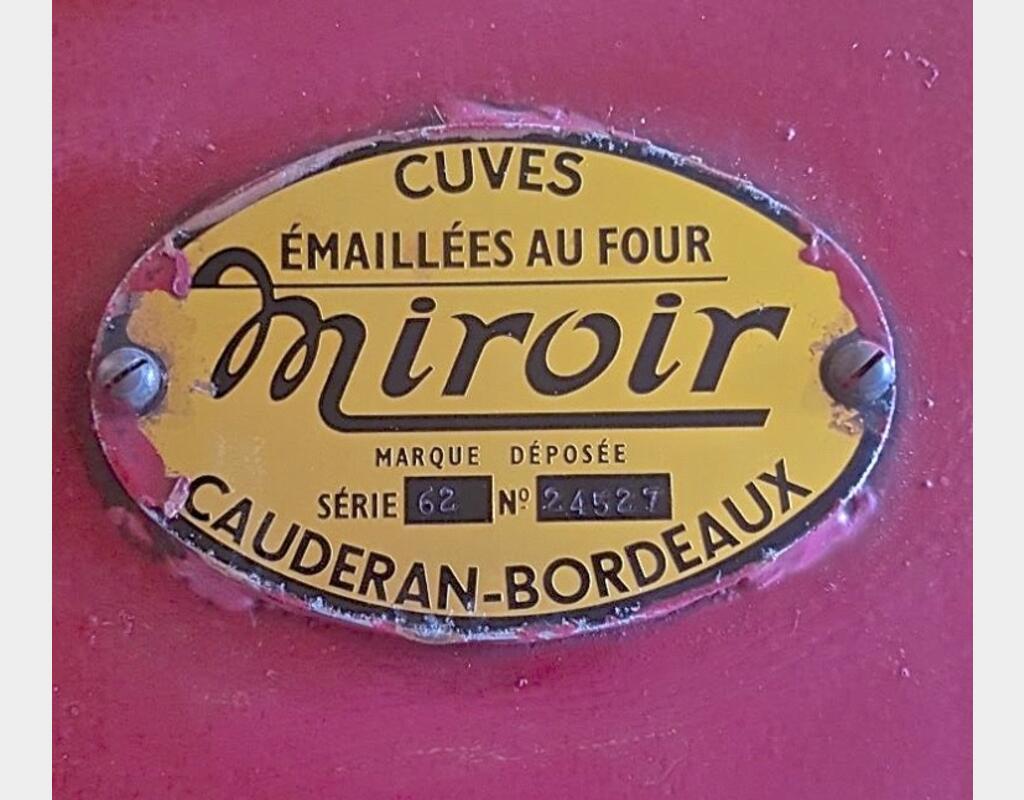 CUVES
ÉMAILLÉES AU FOUR
miroir
MARQUE DÉPOSÉE
SÉRIE 62 Nº 24527
CAUDERAN-BORDEAUX